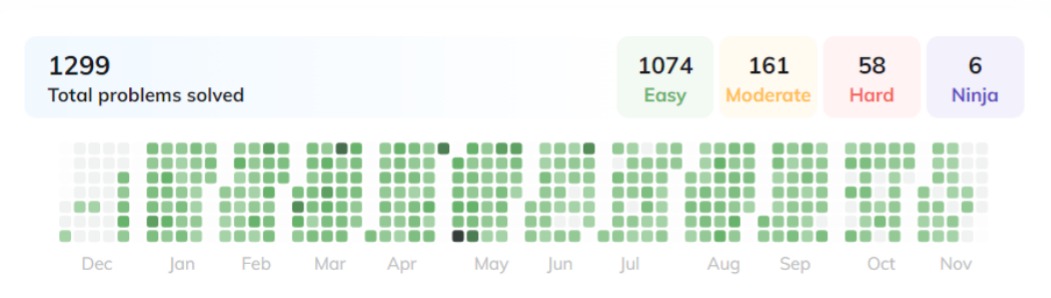 1299
Total problems solved
1074
Easy
161
Moderate
58
Hard
6
Ninja
Dec Jan Feb Mar Apr May Jun Jul Aug Sep Oct Nov